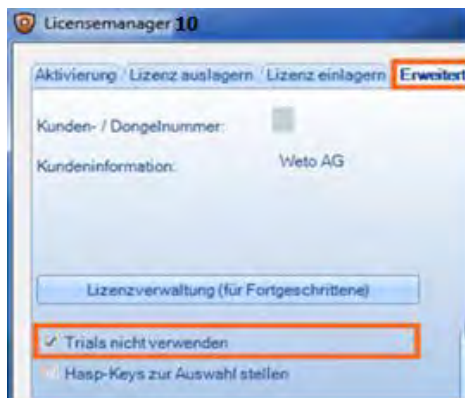 Licensemanager 10
Aktivierung Lizenz auslagern Lizenz einlagern Erweitert
Kunden- / Dongelnummer:
Kundeninformation: Weto AG
Lizenzverwaltung (für Fortgeschrittene)
Trials nicht verwenden
Hasp-Keys zur Auswahl stellen